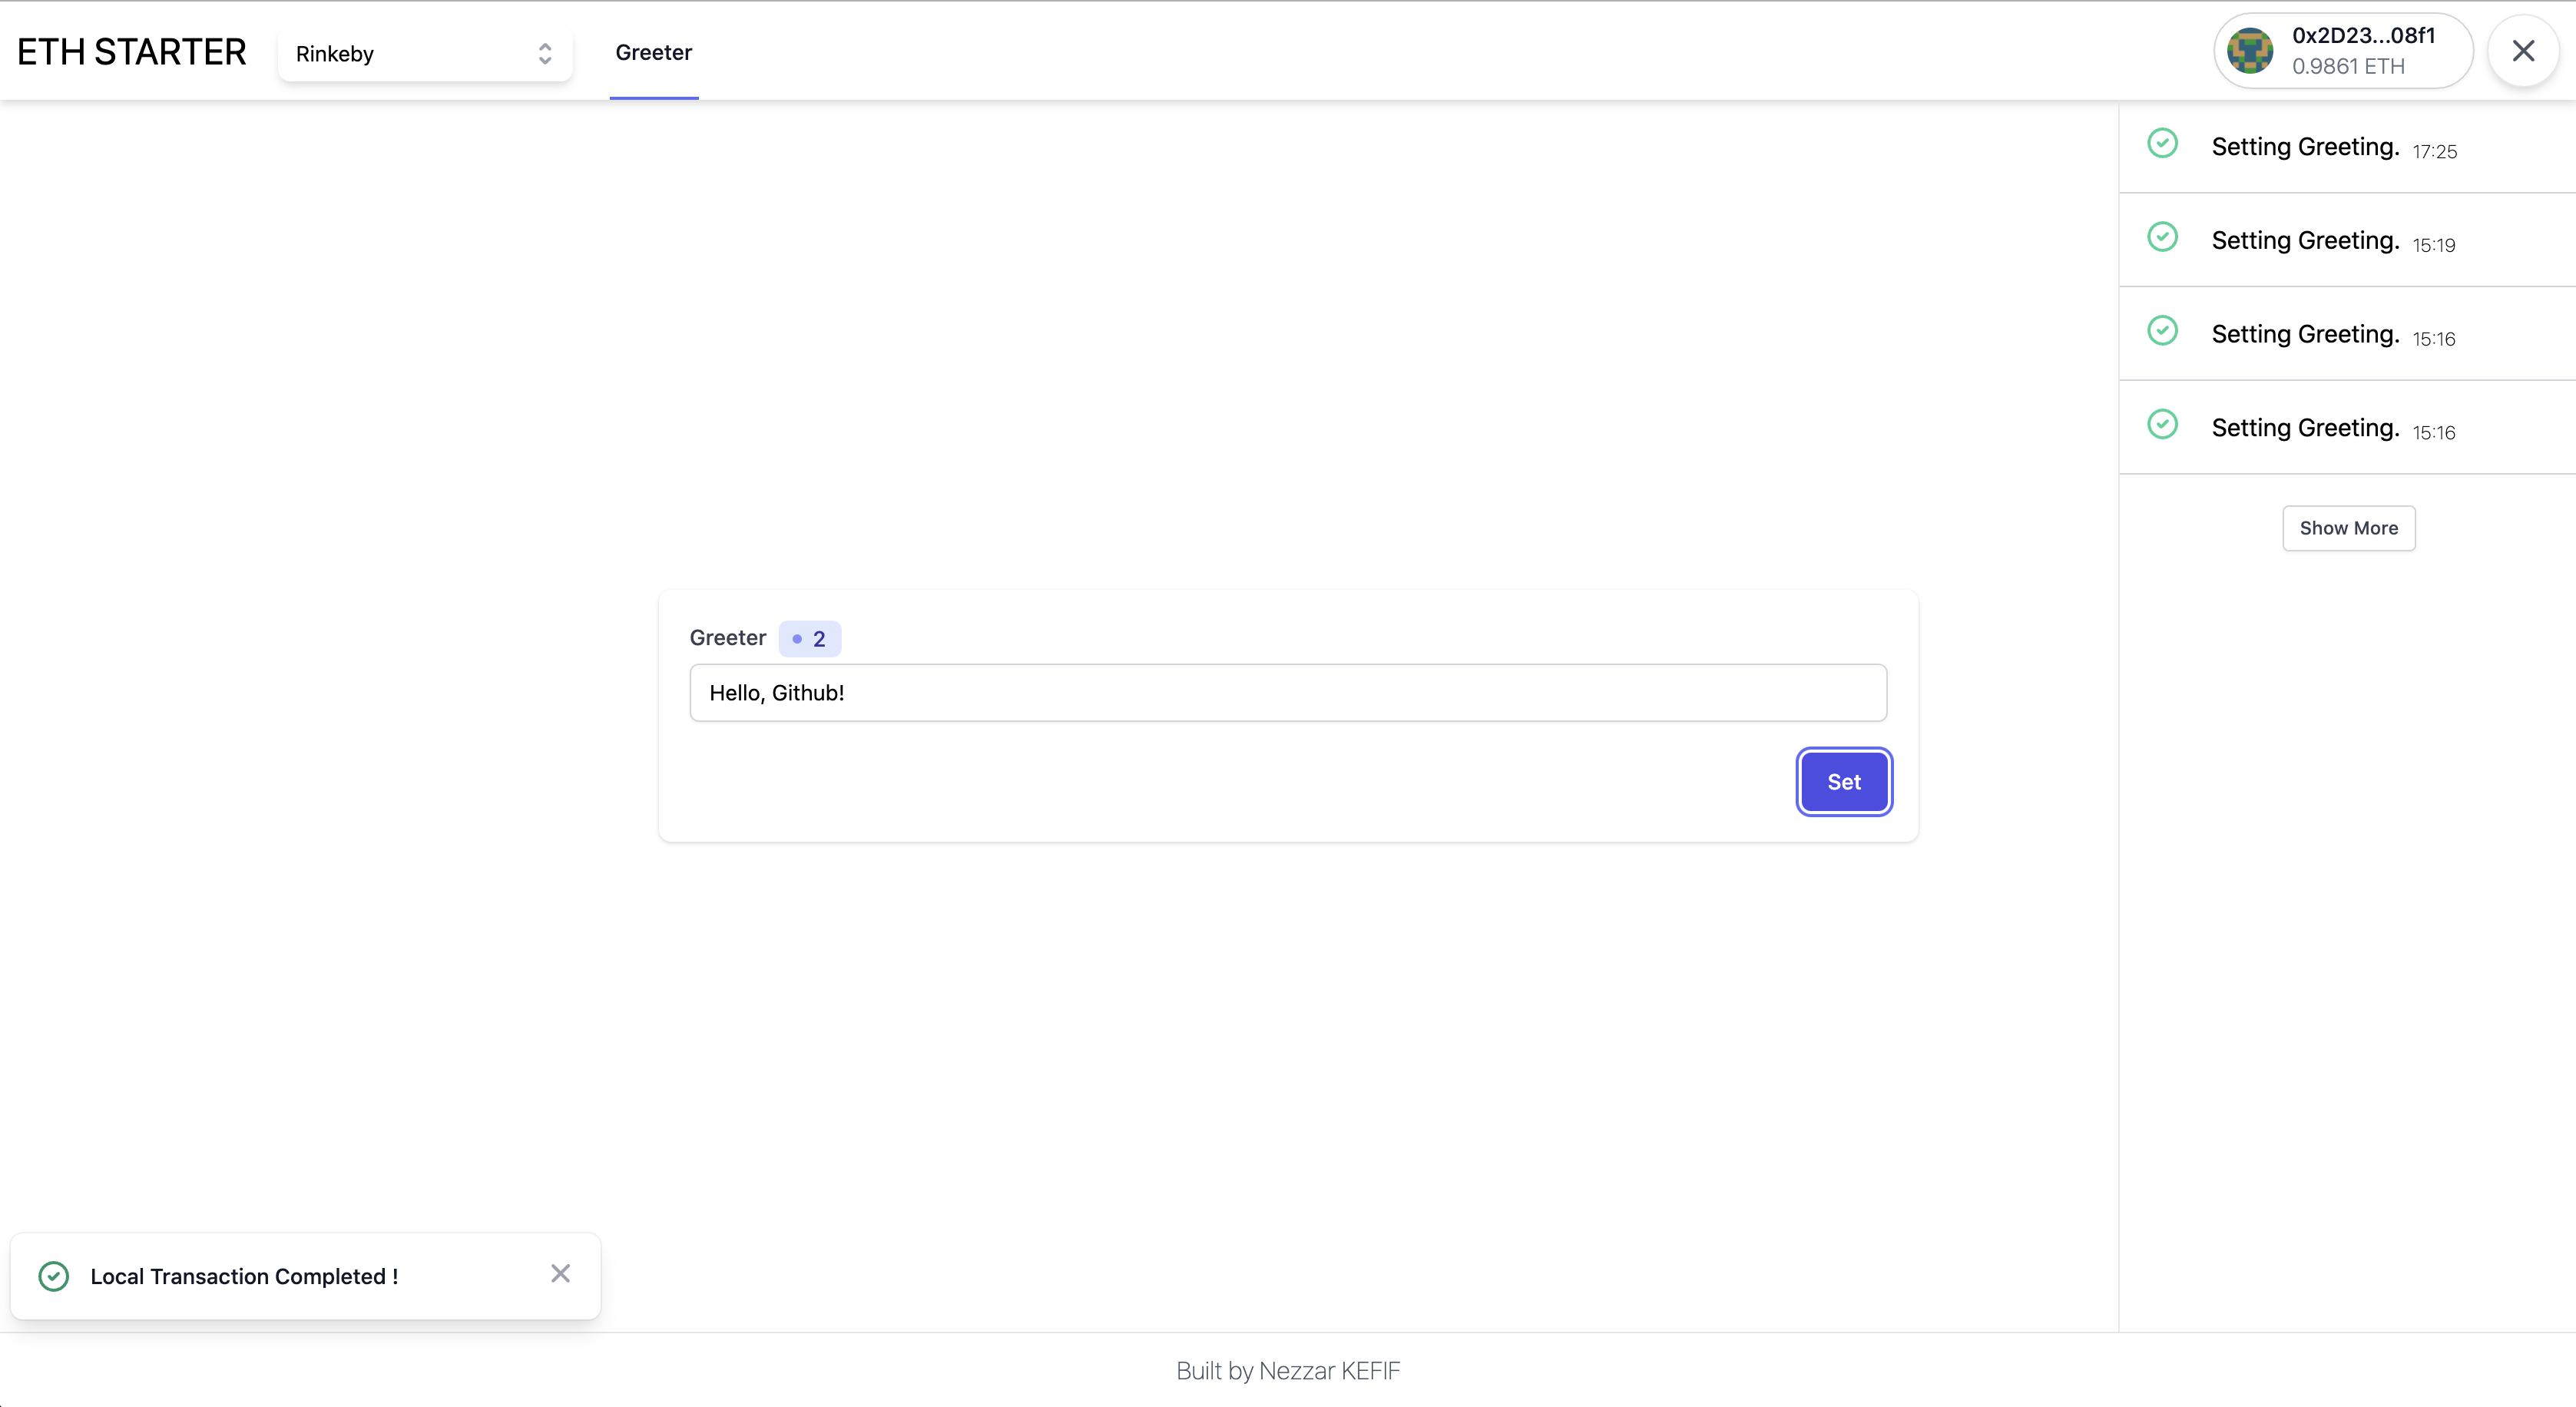 ETH STARTER
Rinkeby
Greeter
0x2D23...08f1
0.9861 ETH
Setting Greeting. 17:25
Setting Greeting. 15:19
Setting Greeting. 15:16
Setting Greeting. 15:16
Show More
Greeter 2
Hello, Github!
Set
Local Transaction Completed !
Built by Nezzar KEFIF